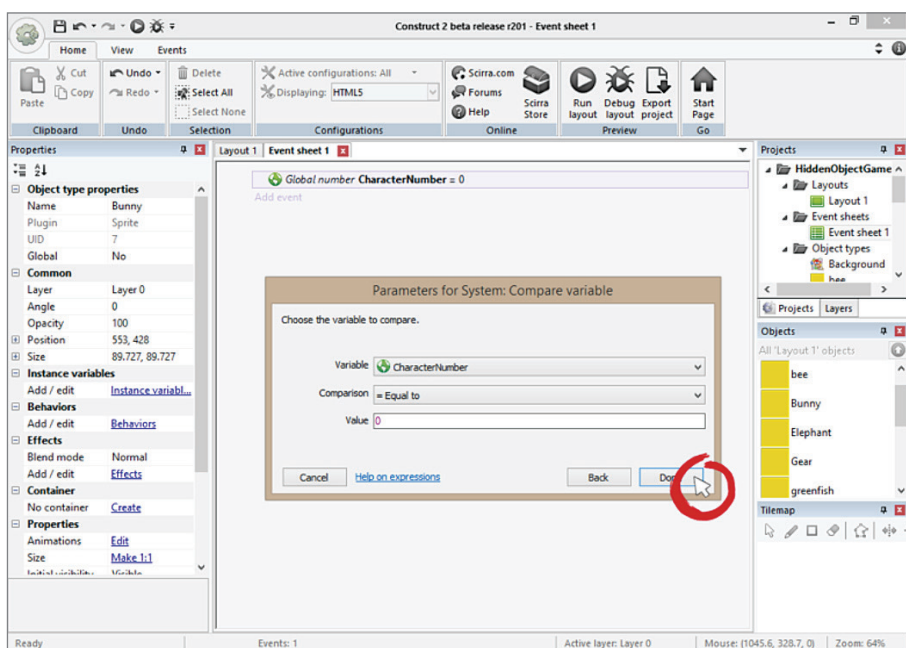 Construct 2 beta release r201 - Event sheet 1
Home View Events
Paste
Cut
Copy
Clipboard
Undo
Redo
Undo
Delete
Select All
Select None
Selection
Active configurations: All
Displaying: HTML5
Configurations
Scirra.com
Forums
Help
Scirra Store
Online
Run layout
Debug layout
Export project
Preview
Start Page
Go
Properties
Object type properties
Name Bunny
Plugin Sprite
UID 7
Global No
Common
Layer Layer 0
Angle 0
Opacity 100
Position 553, 428
Size 89.727, 89.727
Instance variables
Add / edit Instance variabl...
Behaviors
Add / edit Behaviors
Effects
Blend mode Normal
Add / edit Effects
Container
No container Create
Properties
Animations Edit
Size Make 1:1
Initial visibility Visible
Layout 1 Event sheet 1
Global number CharacterNumber = 0
Add event
Parameters for System: Compare variable
Choose the variable to compare.
Variable CharacterNumber
Comparison = Equal to
Value 0
Cancel Help on expressions Back
Projects
HiddenObjectGame
Layouts
Layout 1
Event sheets
Event sheet 1
Object types
Background
bee
Projects Layers
Objects
All 'Layout 1' objects
bee
Bunny
Elephant
Gear
greenfish
Tilemap
Ready Events: 1 Active layer: Layer 0 Mouse: (1045.6, 328.7, 0) Zoom: 64%